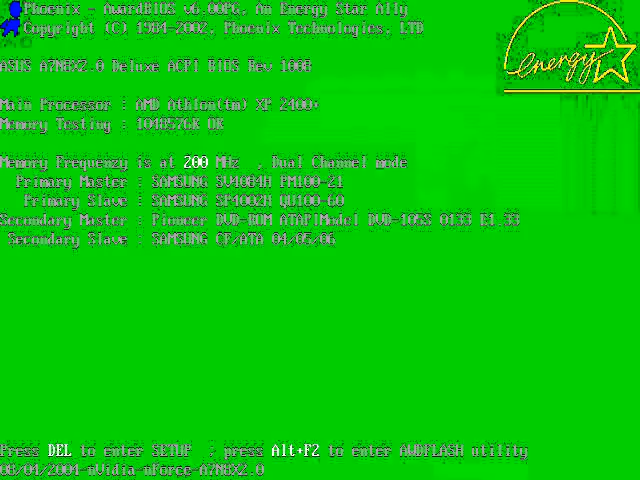 Phoenix - AwardBIOS v6.00PG, An Energy Star Ally
Copyright (C) 1984-2002, Phoenix Technologies, LTD
energy
ASUS A7N8X2.0 Deluxe ACPI BIOS Rev 1008
Main Processor : AMD Athlon(tm) XP 2400+
Memory Testing : 1048576K OK
Memory Frequency is at 200 MHz , Dual Channel mode
Primary Master : SAMSUNG SV4084H PM100-21
Primary Slave : SAMSUNG SP4002H QU100-60
Secondary Master : Pioneer DVD-ROM ATAPIModel DVD-105S 0133 E1.33
Secondary Slave : SAMSUNG CF/ATA 04/05/06
Press DEL to enter SETUP ; press Alt+F2 to enter AWDFLASH utility
08/04/2004-nVidia-nForce-A7N8X2.0